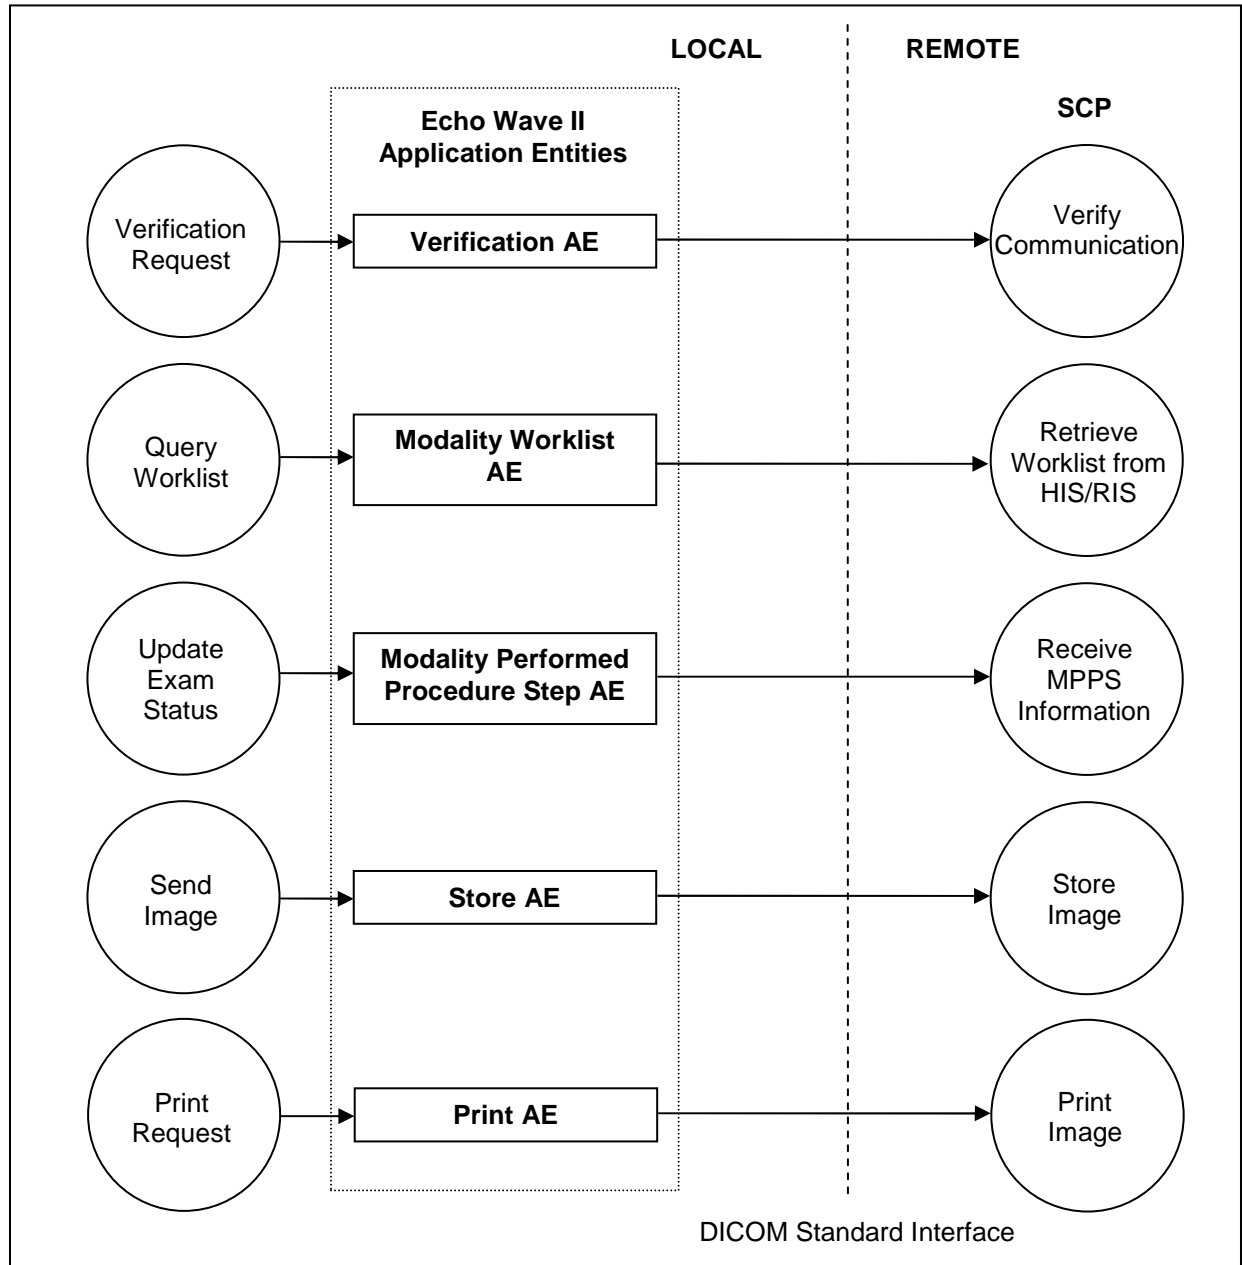 LOCAL
REMOTE
SCP
Echo Wave II
Application Entities
Verification
Request
Verification AE
Verify
Communication
Query
Worklist
Modality Worklist
AE
Retrieve
Worklist from
HIS/RIS
Update
Exam
Status
Modality Performed
Procedure Step AE
Receive
MPPS
Information
Send
Image
Store AE
Store
Image
Print
Request
Print AE
Print
Image
DICOM Standard Interface